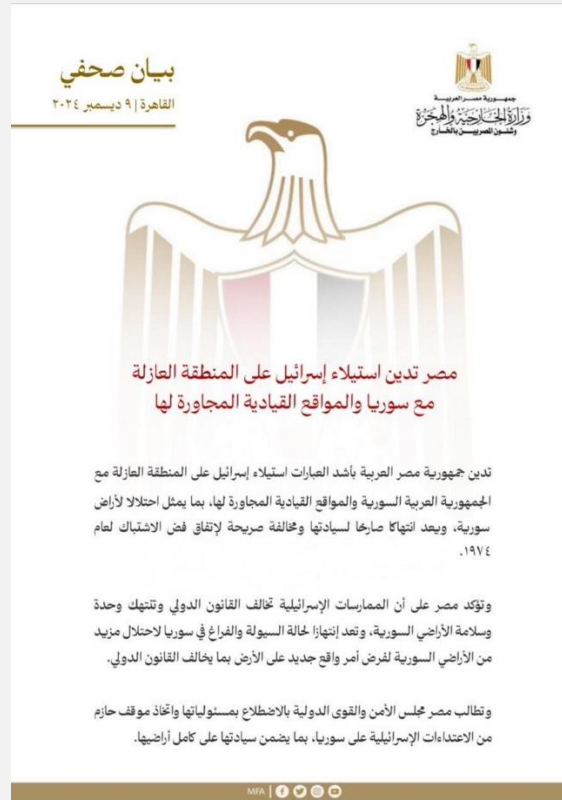 بيان صحفي
القاهرة | ٩ ديسمبر ٢٠٢٤
جمهورية مصر العربية
وزارة الخارجية والهجرة
وشئون المصريين بالخارج
مصر تدين استيلاء إسرائيل على المنطقة العازلة
مع سوريا والمواقع القيادية المجاورة لها
تدين جمهورية مصر العربية بأشد العبارات استيلاء إسرائيل على المنطقة العازلة مع
الجمهورية العربية السورية والمواقع القيادية المجاورة لها، بما يمثل احتلالا لأراض
سورية، ويعد انتهاكا صارخا لسيادتها ومخالفة صريحة لإتفاق فض الاشتباك لعام
١٩٧٤.
وتؤكد مصر على أن الممارسات الإسرائيلية تخالف القانون الدولي وتنتهك وحدة
وسلامة الأراضي السورية، وتعد إنتهازا لحالة السيولة والفراغ في سوريا لاحتلال مزيد
من الأراضي السورية لفرض أمر واقع جديد على الأرض بما يخالف القانون الدولي.
وتطالب مصر مجلس الأمن والقوى الدولية بالاضطلاع بمسئولياتها واتخاذ موقف حازم
من الاعتداءات الإسرائيلية على سوريا، بما يضمن سيادتها على كامل أراضيها.
MFA |